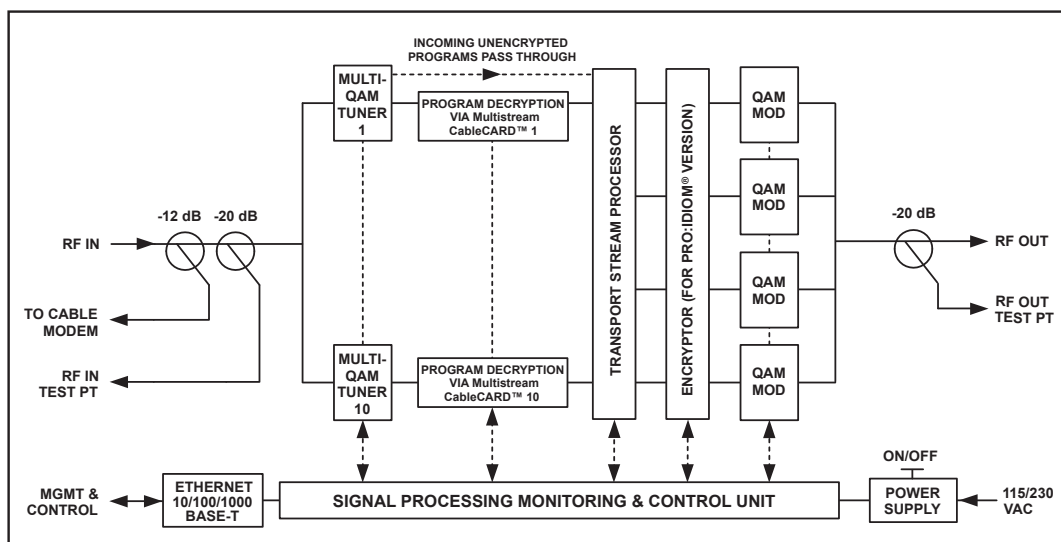 INCOMING UNENCRYPTED
PROGRAMS PASS THROUGH
MULTI-
QAM
TUNER
1
PROGRAM DECRYPTION
VIA Multistream
CableCARD™ 1
TRANSPORT STREAM PROCESSOR
ENCRYPTOR (FOR PRO:IDIOM® VERSION)
QAM
MOD
QAM
MOD
QAM
MOD
QAM
MOD
-12 dB
-20 dB
RF IN
TO CABLE
MODEM
RF IN
TEST PT
-20 dB
RF OUT
RF OUT
TEST PT
MULTI-
QAM
TUNER
10
PROGRAM DECRYPTION
VIA Multistream
CableCARD™ 10
MGMT &
CONTROL
ETHERNET
10/100/1000
BASE-T
SIGNAL PROCESSING MONITORING & CONTROL UNIT
ON/OFF
POWER
SUPPLY
115/230
VAC